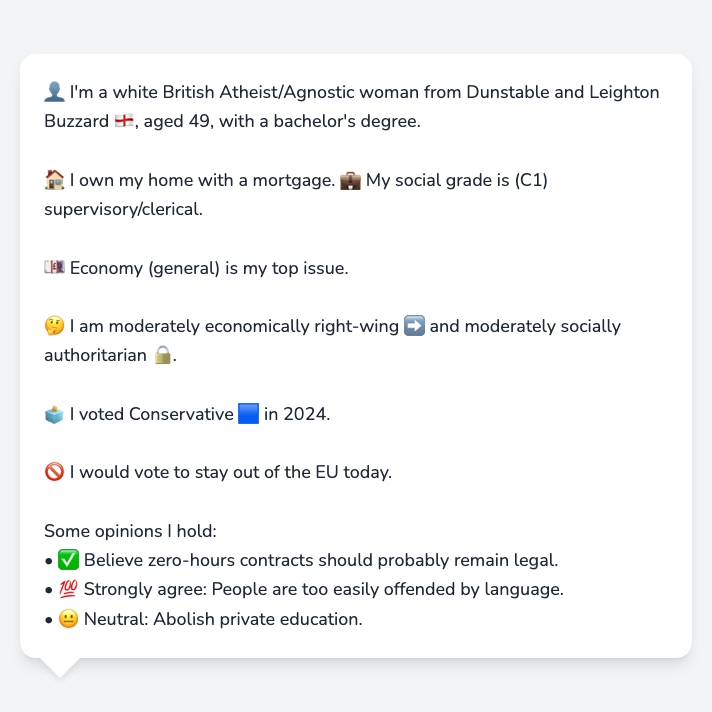 👤 I'm a white British Atheist/Agnostic woman from Dunstable and Leighton
Buzzard 🏴󠁧󠁢󠁥󠁮󠁧󠁿, aged 49, with a bachelor's degree.
🏠 I own my home with a mortgage. 💼 My social grade is (C1)
supervisory/clerical.
💷 Economy (general) is my top issue.
🤔 I am moderately economically right-wing ➡️ and moderately socially
authoritarian 🔒.
🗳️ I voted Conservative 🟦 in 2024.
🚫 I would vote to stay out of the EU today.
Some opinions I hold:
• ✅ Believe zero-hours contracts should probably remain legal.
• 💯 Strongly agree: People are too easily offended by language.
• 😐 Neutral: Abolish private education.